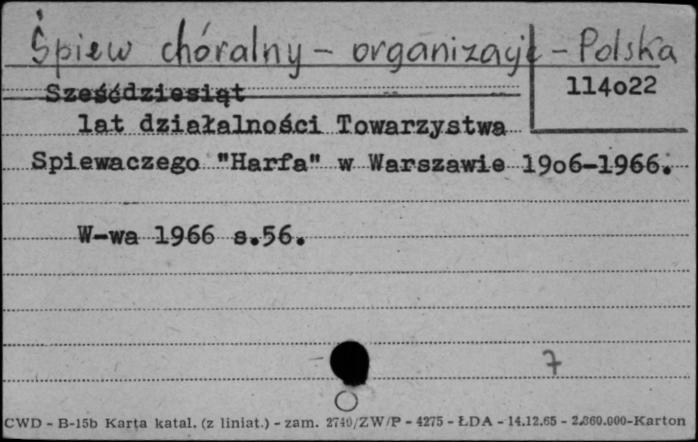 Śpiew chóralny - organizacje - Polska
114o22
Sześćdziesiąt
lat działalności Towarzystwa
Spiewaczego "Harfa" w Warszawie 19o6-1966.
W-wa 1966 s.56.
7
CWD - B-15b Karta katal. (z liniat.) - zam. 2740/ZW/P - 4275 - ŁDA - 14.12.65 - 2.860.000-Karton